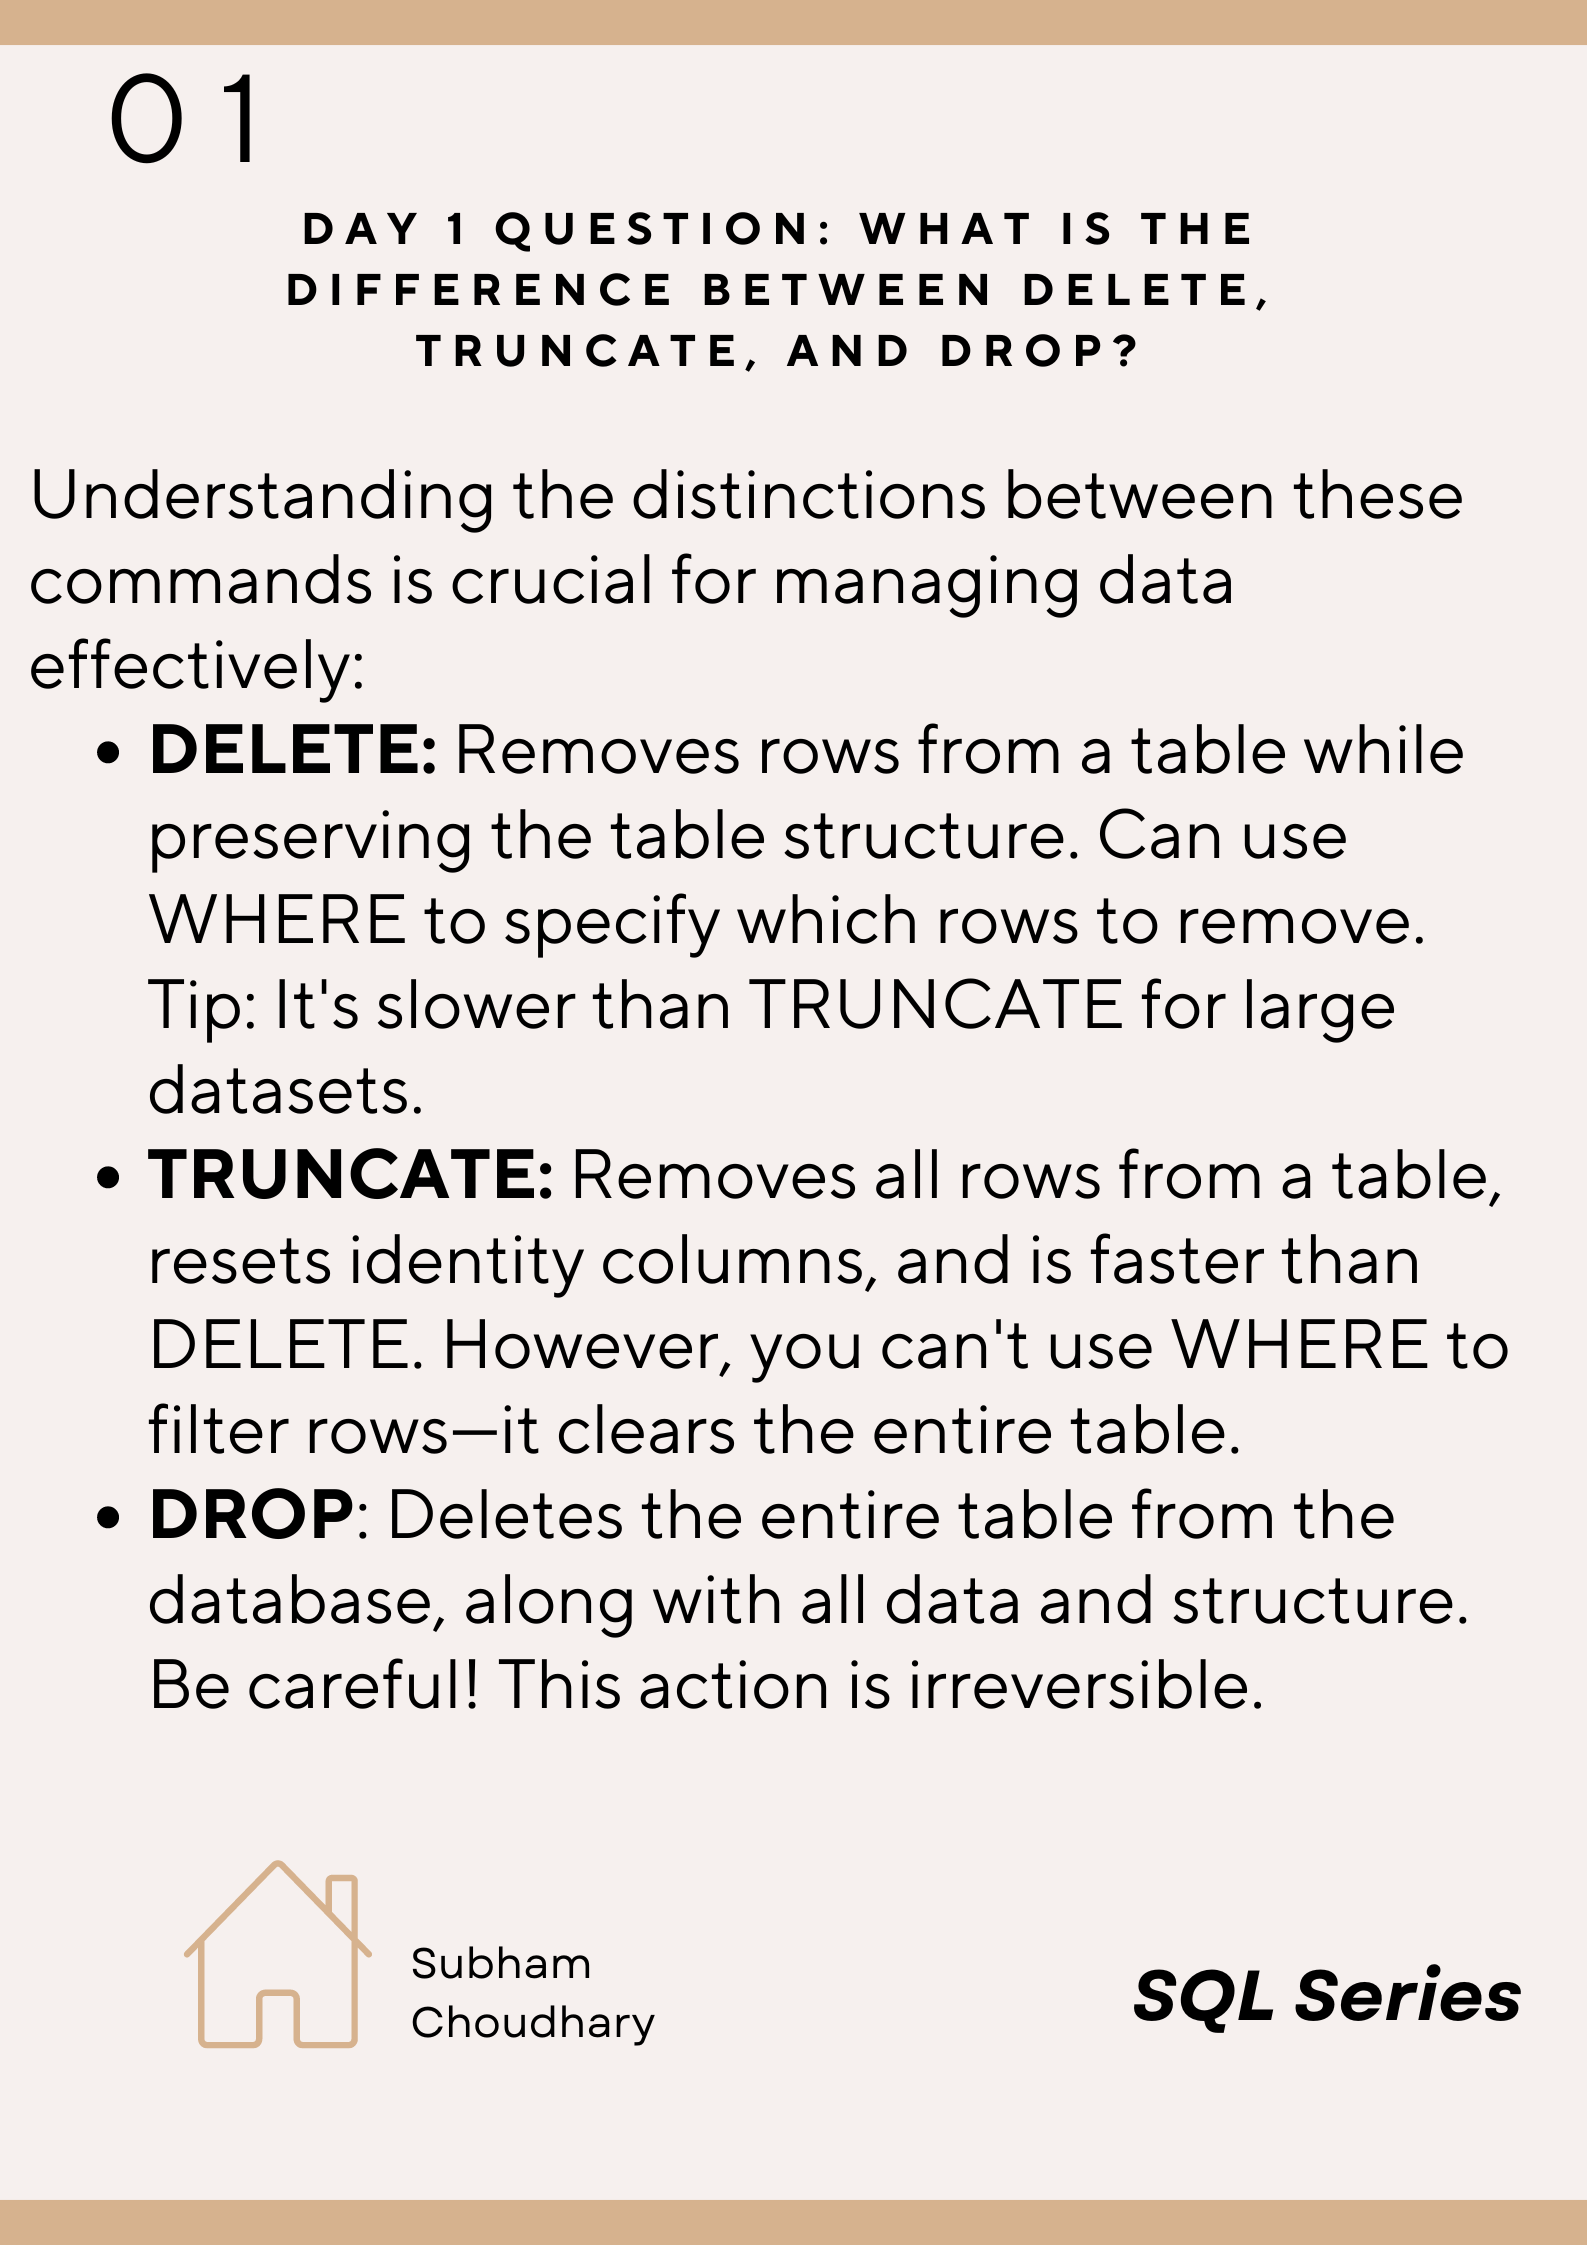 01
DAY 1 QUESTION: WHAT IS THE
DIFFERENCE BETWEEN DELETE,
TRUNCATE, AND DROP?
Understanding the distinctions between these
commands is crucial for managing data
effectively:
• DELETE: Removes rows from a table while
preserving the table structure. Can use
WHERE to specify which rows to remove.
Tip: It's slower than TRUNCATE for large
datasets.
• TRUNCATE: Removes all rows from a table,
resets identity columns, and is faster than
DELETE. However, you can't use WHERE to
filter rows—it clears the entire table.
• DROP: Deletes the entire table from the
database, along with all data and structure.
Be careful! This action is irreversible.
Subham
Choudhary
SQL Series